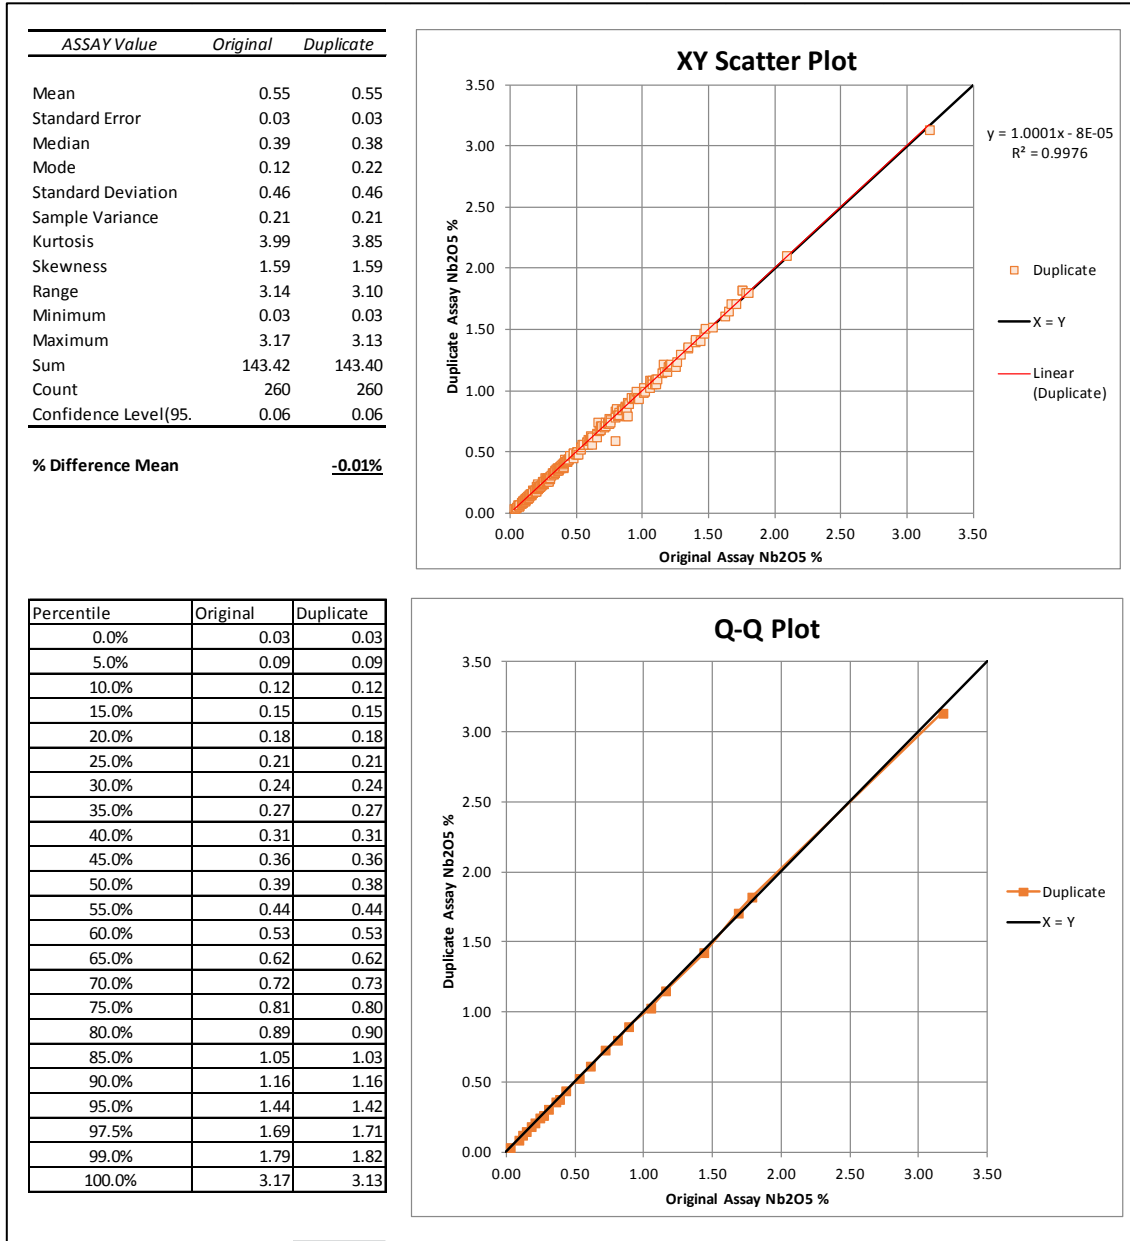 ASSAY Value Original Duplicate
Mean 0.55 0.55
Standard Error 0.03 0.03
Median 0.39 0.38
Mode 0.12 0.22
Standard Deviation 0.46 0.46
Sample Variance 0.21 0.21
Kurtosis 3.99 3.85
Skewness 1.59 1.59
Range 3.14 3.10
Minimum 0.03 0.03
Maximum 3.17 3.13
Sum 143.42 143.40
Count 260 260
Confidence Level(95. 0.06 0.06
% Difference Mean -0.01%
XY Scatter Plot
3.50
3.00
2.50
2.00
1.50
1.00
0.50
0.00
Duplicate Assay Nb2O5 %
0.00 0.50 1.00 1.50 2.00 2.50 3.00 3.50
Original Assay Nb2O5 %
y = 1.0001x - 8E-05
R² = 0.9976
Duplicate
X = Y
Linear
(Duplicate)
Percentile Original Duplicate
0.0% 0.03 0.03
5.0% 0.09 0.09
10.0% 0.12 0.12
15.0% 0.15 0.15
20.0% 0.18 0.18
25.0% 0.21 0.21
30.0% 0.24 0.24
35.0% 0.27 0.27
40.0% 0.31 0.31
45.0% 0.36 0.36
50.0% 0.39 0.38
55.0% 0.44 0.44
60.0% 0.53 0.53
65.0% 0.62 0.62
70.0% 0.72 0.73
75.0% 0.81 0.80
80.0% 0.89 0.90
85.0% 1.05 1.03
90.0% 1.16 1.16
95.0% 1.44 1.42
97.5% 1.69 1.71
99.0% 1.79 1.82
100.0% 3.17 3.13
Q-Q Plot
3.50
3.00
2.50
2.00
1.50
1.00
0.50
0.00
Duplicate Assay Nb2O5 %
0.00 0.50 1.00 1.50 2.00 2.50 3.00 3.50
Original Assay Nb2O5 %
Duplicate
X = Y